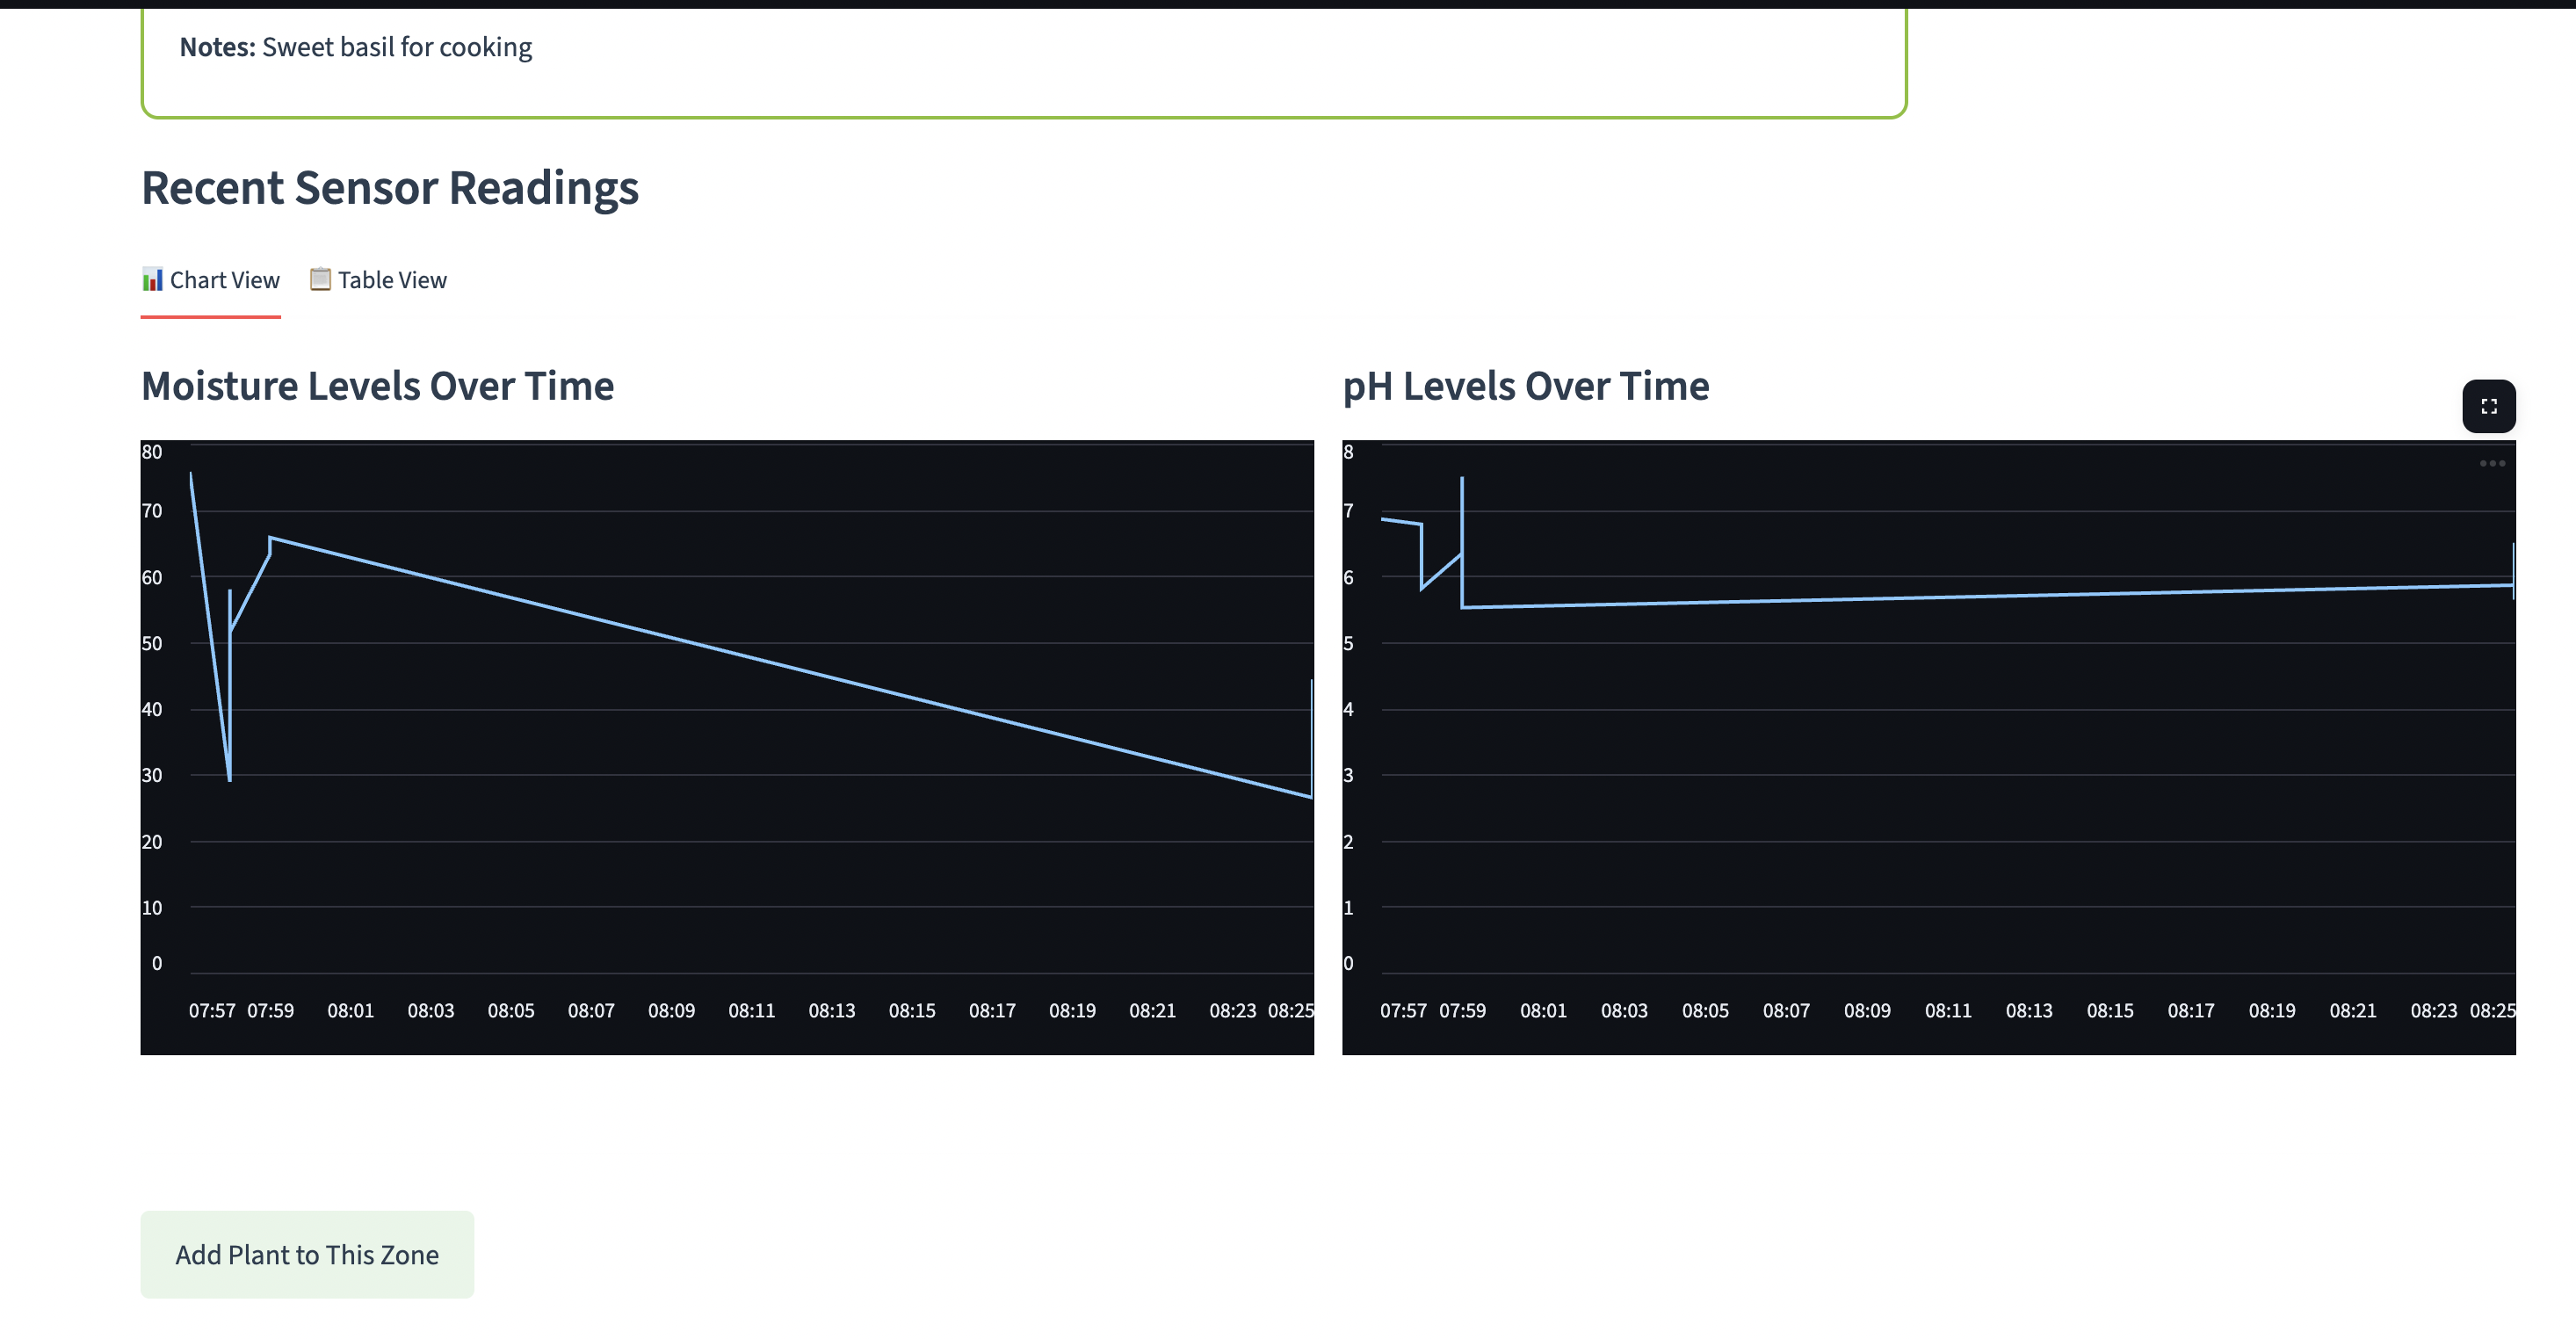 Notes: Sweet basil for cooking
Recent Sensor Readings
Chart View Table View
Moisture Levels Over Time
80
70
60
50
40
30
20
10
0
07:57 07:59 08:01 08:03 08:05 08:07 08:09 08:11 08:13 08:15 08:17 08:19 08:21 08:23 08:25
pH Levels Over Time
8
7
6
5
4
3
2
1
0
07:57 07:59 08:01 08:03 08:05 08:07 08:09 08:11 08:13 08:15 08:17 08:19 08:21 08:23 08:25
Add Plant to This Zone